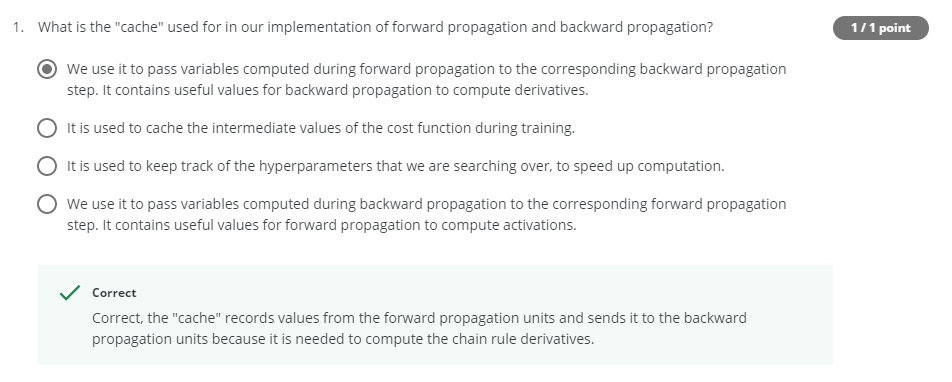 1. What is the "cache" used for in our implementation of forward propagation and backward propagation?
1 / 1 point
We use it to pass variables computed during forward propagation to the corresponding backward propagation
step. It contains useful values for backward propagation to compute derivatives.
It is used to cache the intermediate values of the cost function during training.
It is used to keep track of the hyperparameters that we are searching over, to speed up computation.
We use it to pass variables computed during backward propagation to the corresponding forward propagation
step. It contains useful values for forward propagation to compute activations.
Correct
Correct, the "cache" records values from the forward propagation units and sends it to the backward
propagation units because it is needed to compute the chain rule derivatives.